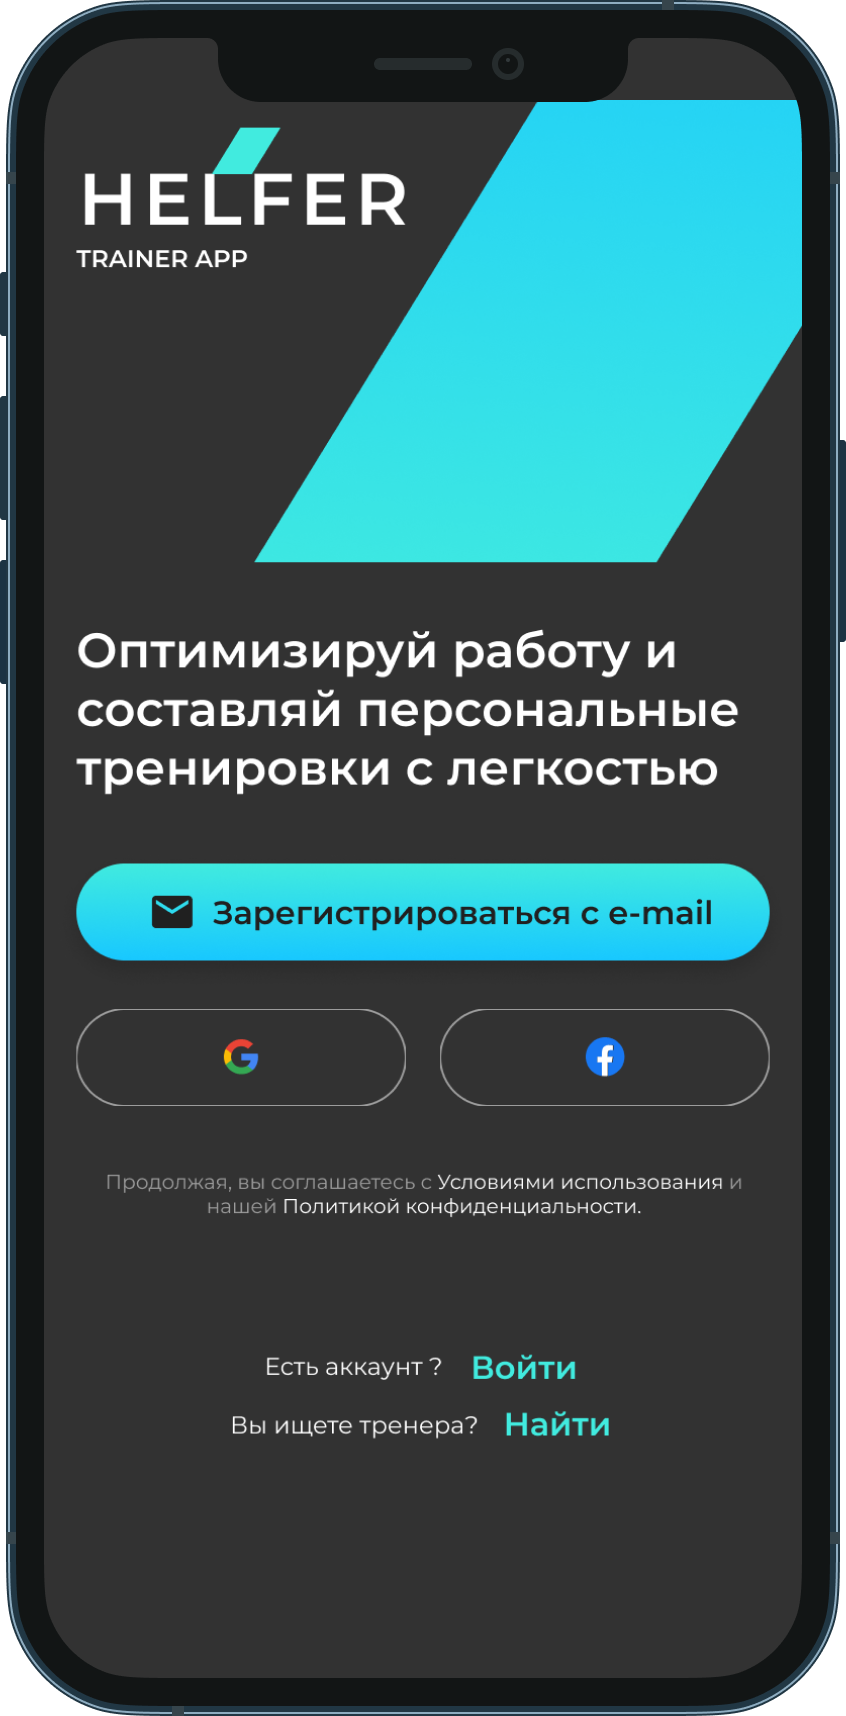 HELFER
TRAINER APP
Оптимизируй работу и
составляй персональные
тренировки с легкостью
Зарегистрироваться с e-mail
Продолжая, вы соглашаетесь с Условиями использования и
нашей Политикой конфиденциальности.
Есть аккаунт ? Войти
Вы ищете тренера? Найти